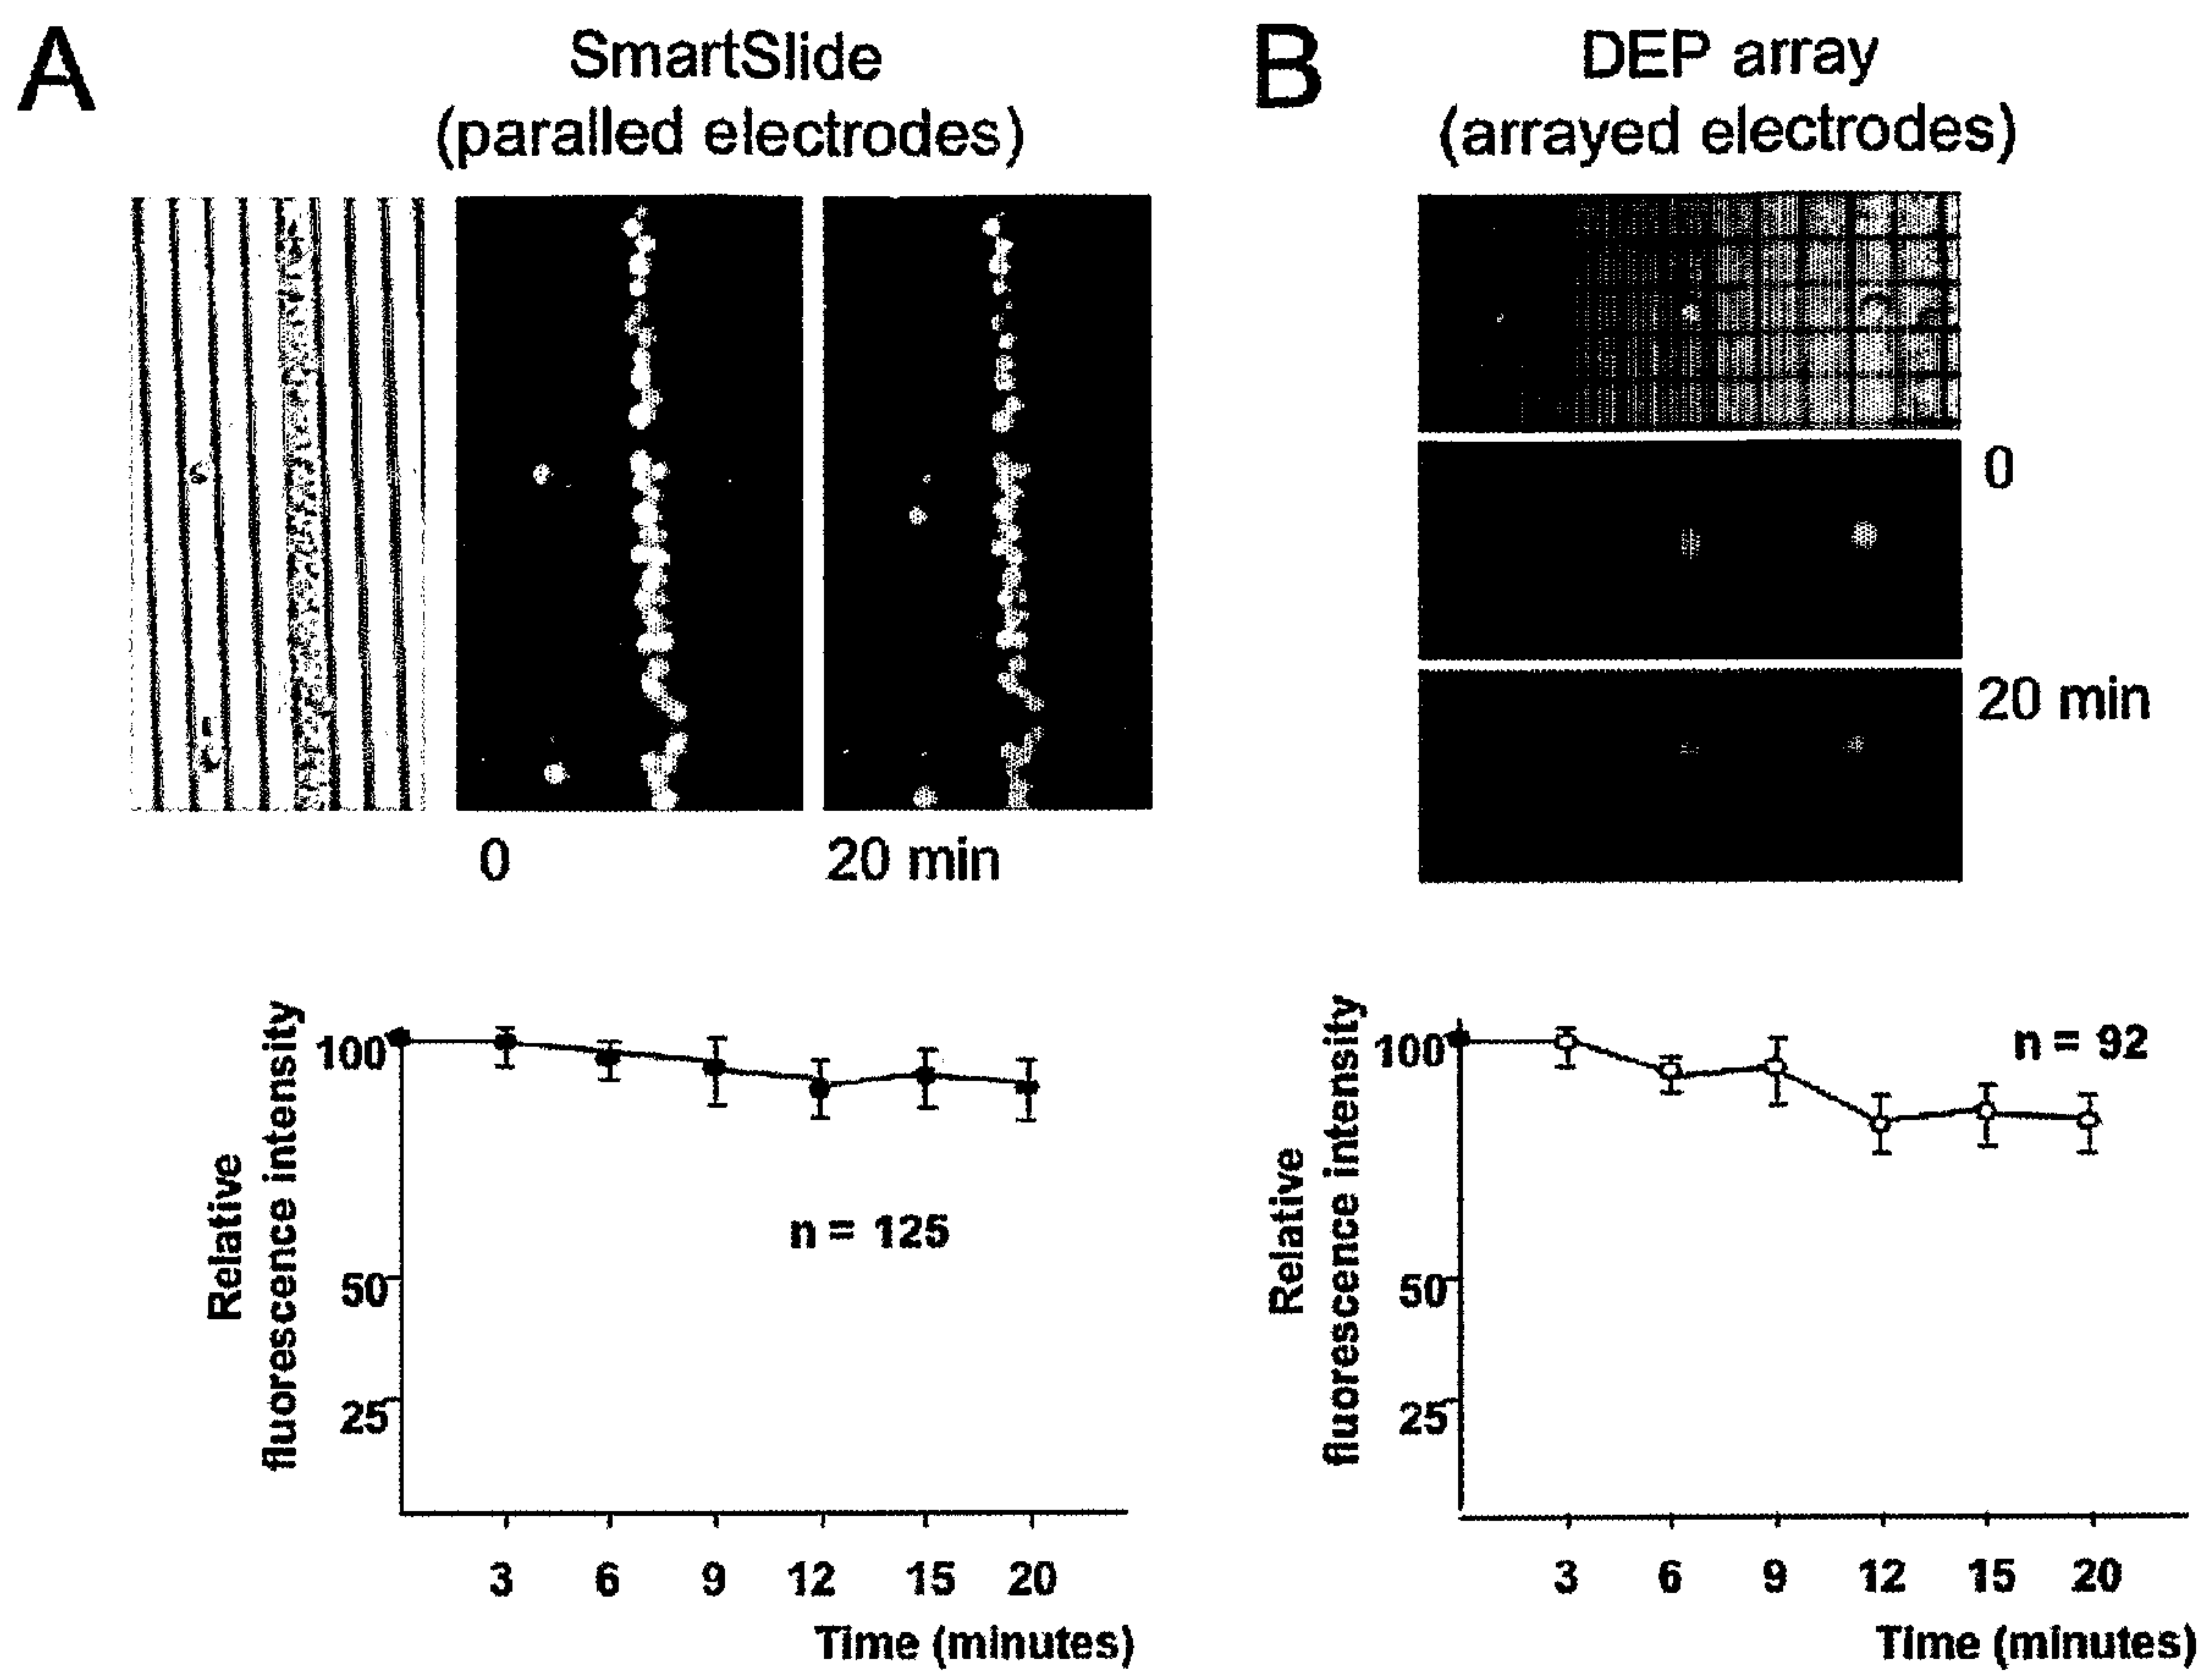 A
SmartSlide
(paralled electrodes)
0
20 min
Relative
fluorescence intensity
100
50
25
n = 125
3 6 9 12 15 20
Time (minutes)
B
DEP array
(arrayed electrodes)
0
20 min
Relative
fluorescence intensity
100
50
25
n = 92
3 6 9 12 15 20
Time (minutes)